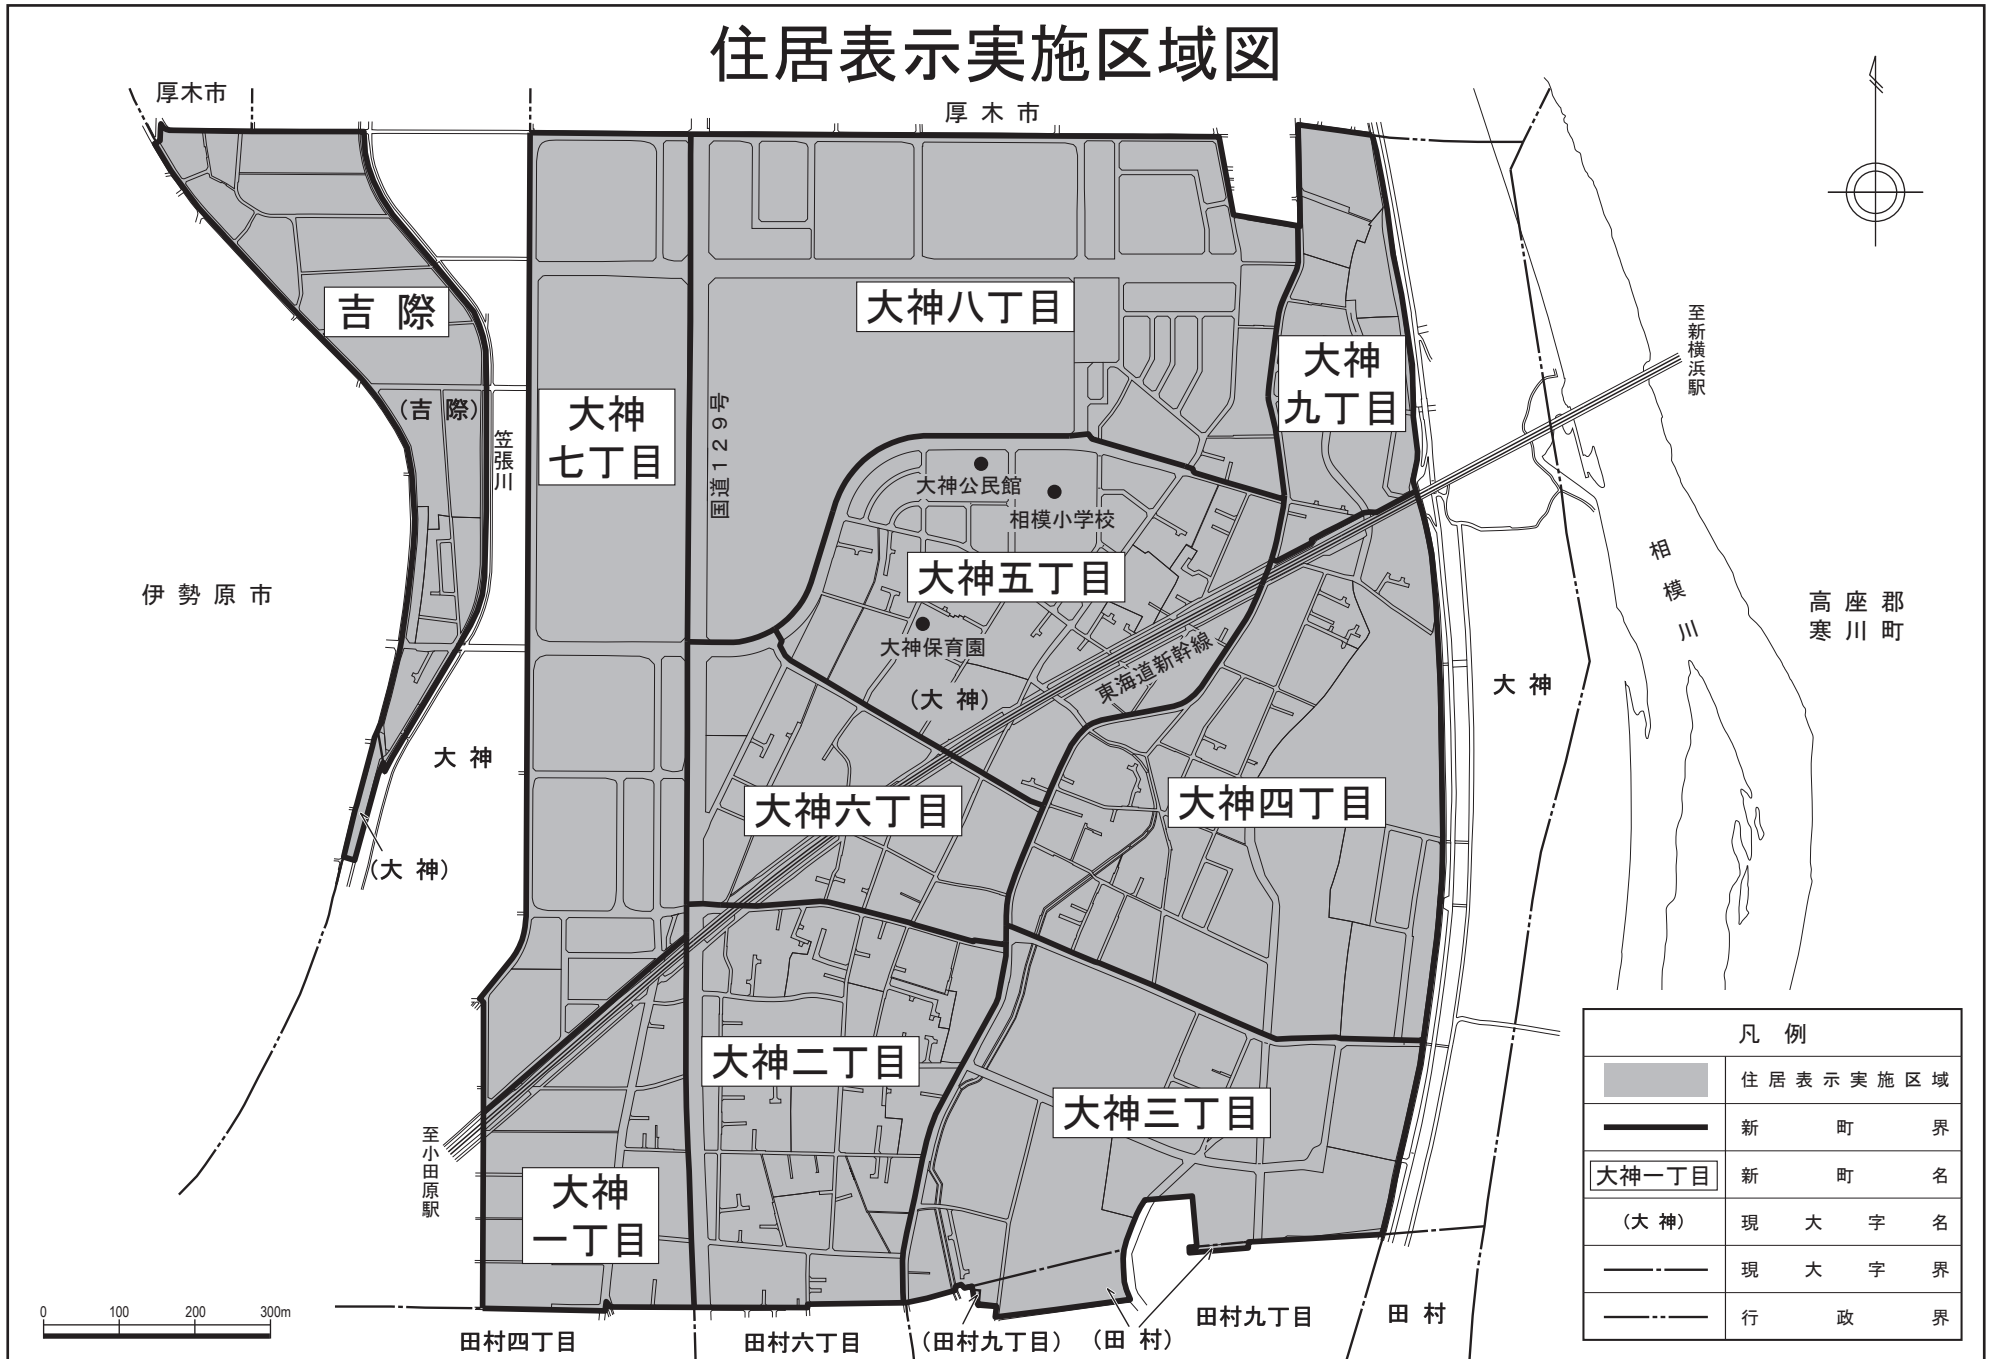 住居表示実施区域図
厚木市
厚木市
吉際
大神八丁目
至新横浜駅
大神
九丁目
（吉際）
大神
七丁目
国道129号
笠張川
大神公民館
相模小学校
大神五丁目
伊勢原市
相模川
高座郡
寒川町
大神保育園
東海道新幹線
（大神）
大神
大神
大神六丁目
大神四丁目
（大神）
大神二丁目
大神三丁目
至小田原駅
大神
一丁目
田村四丁目
田村六丁目
（田村九丁目）
（田村）
田村九丁目
田村
0 100 200 300m
凡例
住居表示実施区域
新町界
大神一丁目 新町名
（大神） 現大字名
現大字界
行政界